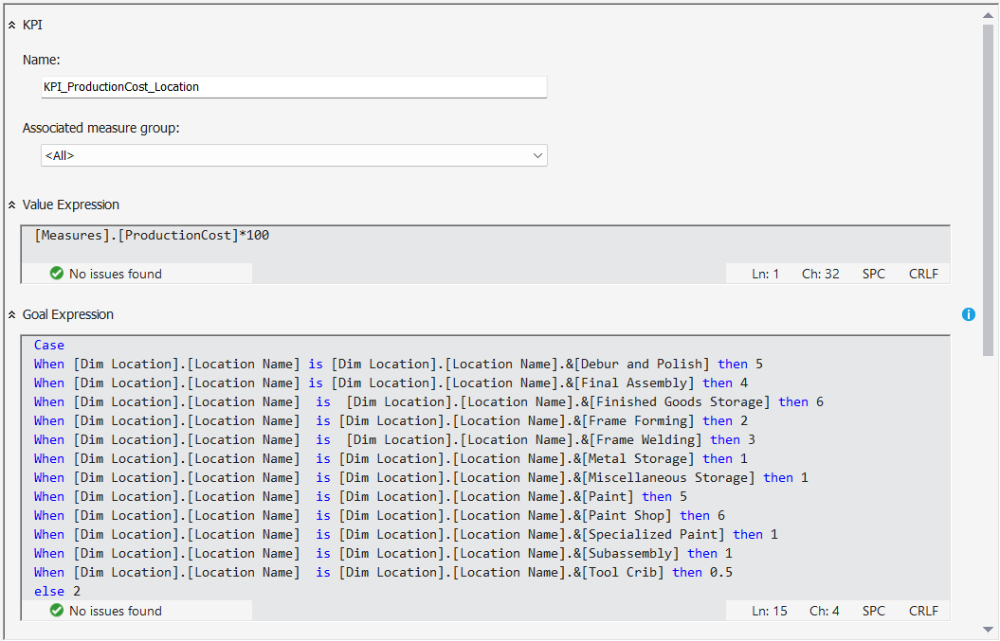 KPI
Name:
KPI_ProductionCost_Location
Associated measure group:
<All>
Value Expression
[Measures].[ProductionCost]*100
No issues found Ln: 1 Ch: 32 SPC CRLF
Goal Expression
Case
When [Dim Location].[Location Name] is [Dim Location].[Location Name].&[Debur and Polish] then 5
When [Dim Location].[Location Name] is [Dim Location].[Location Name].&[Final Assembly] then 4
When [Dim Location].[Location Name]  is  [Dim Location].[Location Name].&[Finished Goods Storage] then 6
When [Dim Location].[Location Name]  is [Dim Location].[Location Name].&[Frame Forming] then 2
When [Dim Location].[Location Name]  is  [Dim Location].[Location Name].&[Frame Welding] then 3
When [Dim Location].[Location Name]  is [Dim Location].[Location Name].&[Metal Storage] then 1
When [Dim Location].[Location Name]  is [Dim Location].[Location Name].&[Miscellaneous Storage] then 1
When [Dim Location].[Location Name]  is [Dim Location].[Location Name].&[Paint] then 5
When [Dim Location].[Location Name]  is [Dim Location].[Location Name].&[Paint Shop] then 6
When [Dim Location].[Location Name]  is [Dim Location].[Location Name].&[Specialized Paint] then 1
When [Dim Location].[Location Name]  is [Dim Location].[Location Name].&[Subassembly] then 1
When [Dim Location].[Location Name]  is [Dim Location].[Location Name].&[Tool Crib] then 0.5
else 2
No issues found Ln: 15 Ch: 4 SPC CRLF